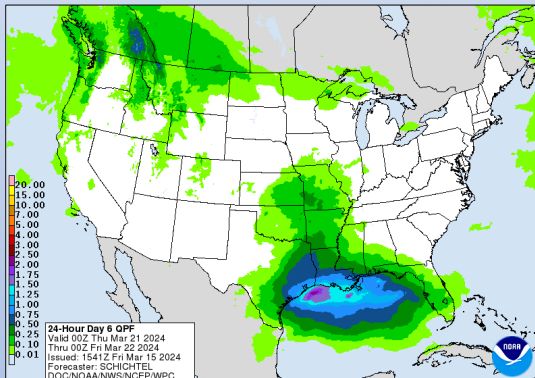 20.00
15.00
10.00
7.00
5.00
4.00
3.00
2.50
2.00
1.75
1.50
1.25
1.00
0.75
0.50
0.25
0.10
0.01
24-Hour Day 6 QPF
Valid 00Z Thu Mar 21 2024
Thru 00Z Fri Mar 22 2024
Issued: 1541Z Fri Mar 15 2024
Forecaster: SCHICHTEL
DOC/NOAA/NWS/NCEP/WPC
NOAA